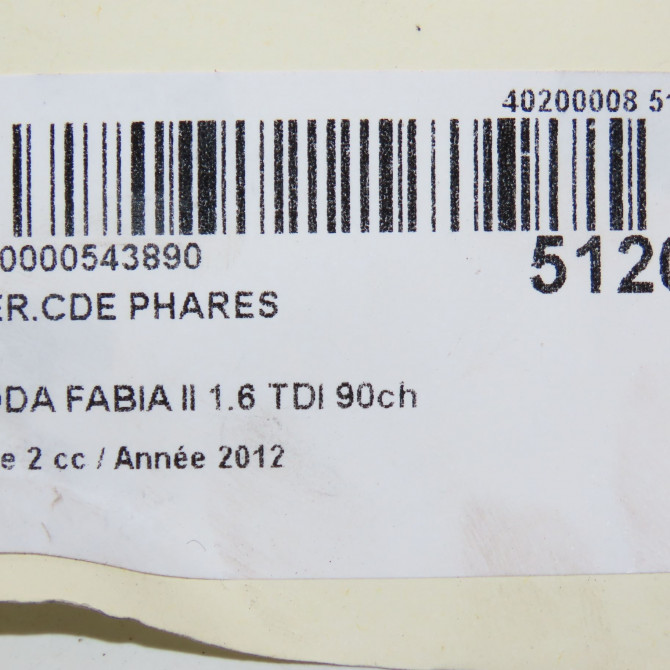 40200008 51
0000543890
5120
ER.CDE PHARES
ODA FABIA II 1.6 TDI 90ch
e 2 cc / Année 2012